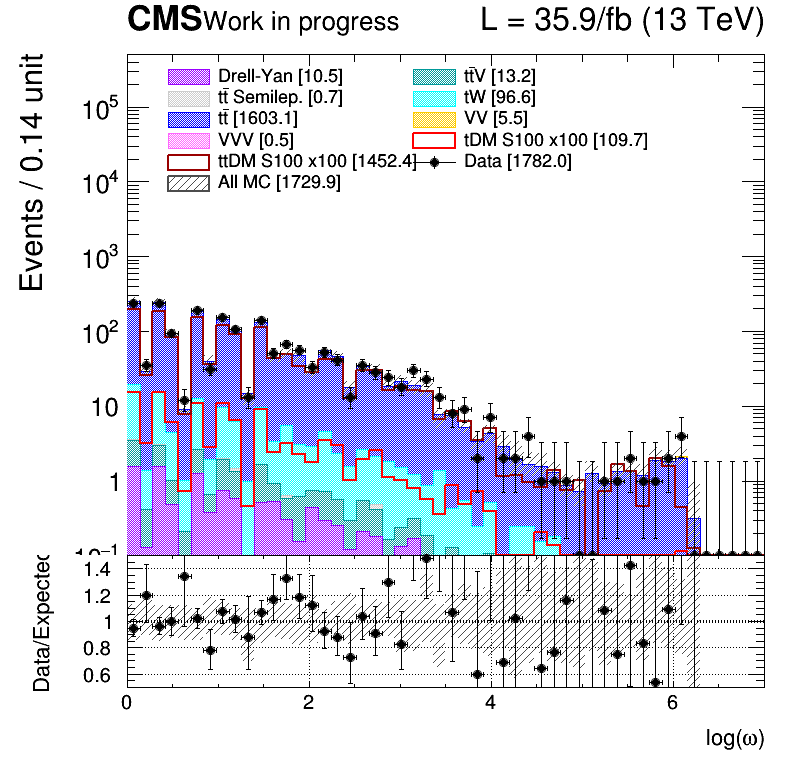 CMS Work in progress L = 35.9/fb (13 TeV)
Events / 0.14 unit
Drell-Yan [10.5] tt̄V [13.2]
tt̄ Semilep. [0.7] tW [96.6]
tt̄ [1603.1] VV [5.5]
VVV [0.5] tDM S100 x100 [109.7]
ttDM S100 x100 [1452.4] Data [1782.0]
All MC [1729.9]
10⁵
10⁴
10³
10²
10
1
10⁻¹
Data/Expected
1.4
1.2
1
0.8
0.6
0 2 4 6
log(ω)